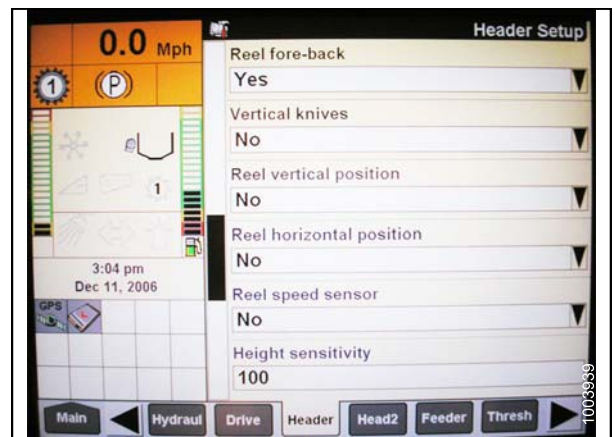 0.0 Mph
Header Setup
1
(P)
Reel fore-back
Yes
Vertical knives
No
Reel vertical position
No
1
Reel horizontal position
No
3:04 pm
Dec 11, 2006
Reel speed sensor
No
GPS
Height sensitivity
100
Main
Hydraul
Drive
Header
Head2
Feeder
Thresh
1003939